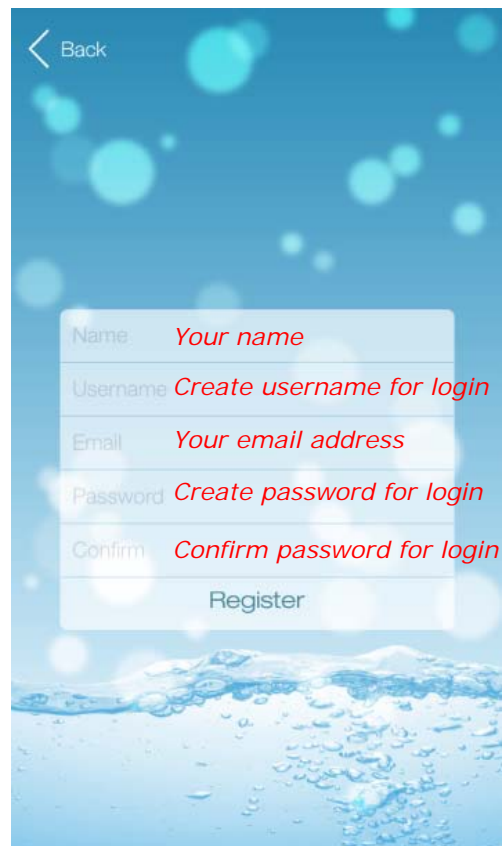 Back
Name Your name
Username Create username for login
Email Your email address
Password Create password for login
Confirm Confirm password for login
Register